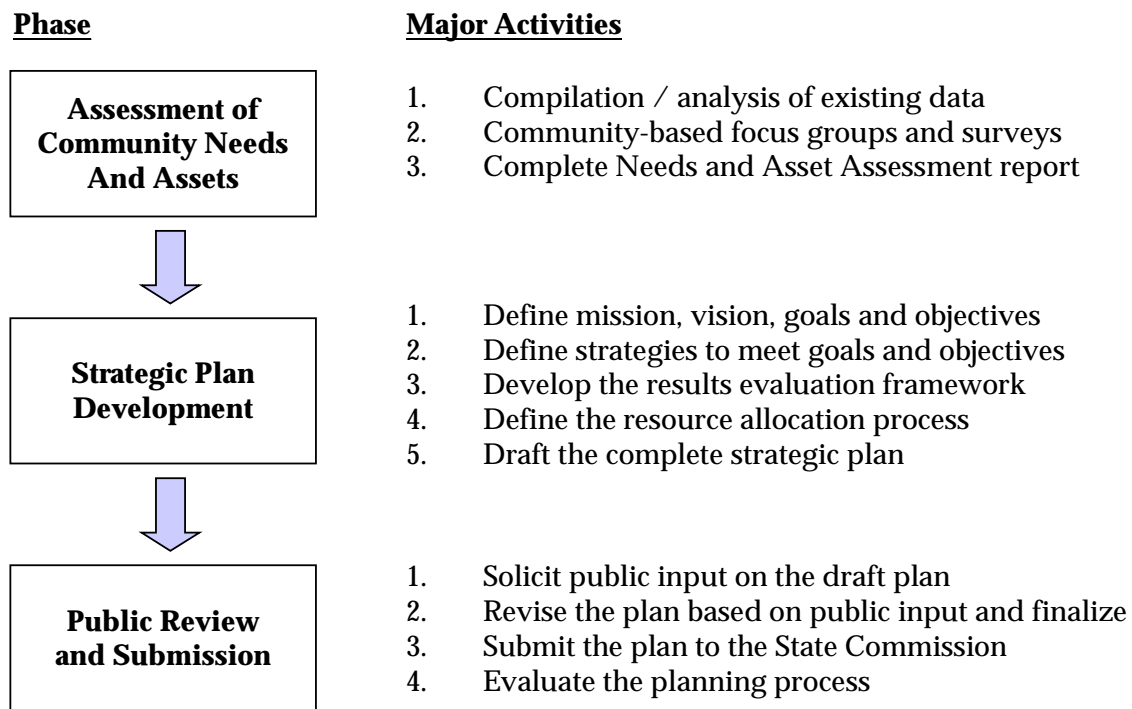 Phase
Major Activities
Assessment of
Community Needs
And Assets
1. Compilation / analysis of existing data
2. Community-based focus groups and surveys
3. Complete Needs and Asset Assessment report
Strategic Plan
Development
1. Define mission, vision, goals and objectives
2. Define strategies to meet goals and objectives
3. Develop the results evaluation framework
4. Define the resource allocation process
5. Draft the complete strategic plan
Public Review
and Submission
1. Solicit public input on the draft plan
2. Revise the plan based on public input and finalize
3. Submit the plan to the State Commission
4. Evaluate the planning process